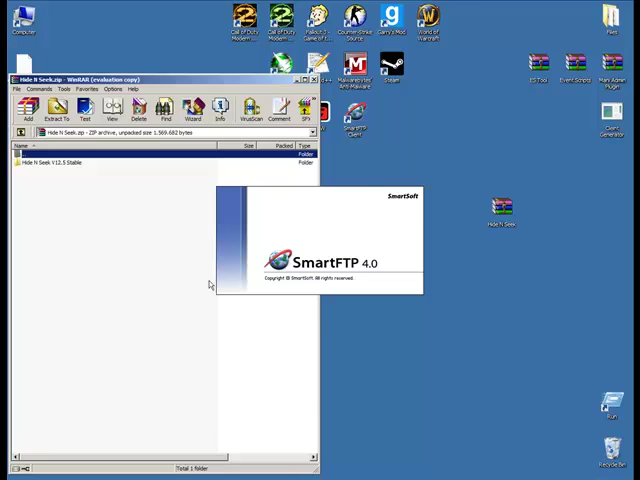 Computer
Call of Duty
Modern ...
Call of Duty
Modern ...
Fallout 3 -
Game of t...
Counter-Strike
Source
Garry's Mod
World of
Warcraft
Files
Malwarebytes'
Anti-Malware
Steam
ES Tool
Event Scripts
Mani Admin
Plugin
SmartFTP
Client
Client
Generator
Hide N Seek.zip - WinRAR (evaluation copy)
File Commands Tools Favorites Options Help
Add Extract To Test View Delete Find Wizard Info VirusScan Comment SFX
Hide N Seek.zip - ZIP archive, unpacked size 1,569,682 bytes
Name Size Packed Type
.. Folder
Hide N Seek V12.5 Stable Folder
SmartSoft
SmartFTP 4.0
Copyright © SmartSoft. All rights reserved.
Hide N Seek
Total 1 folder
Run
Recycle Bin